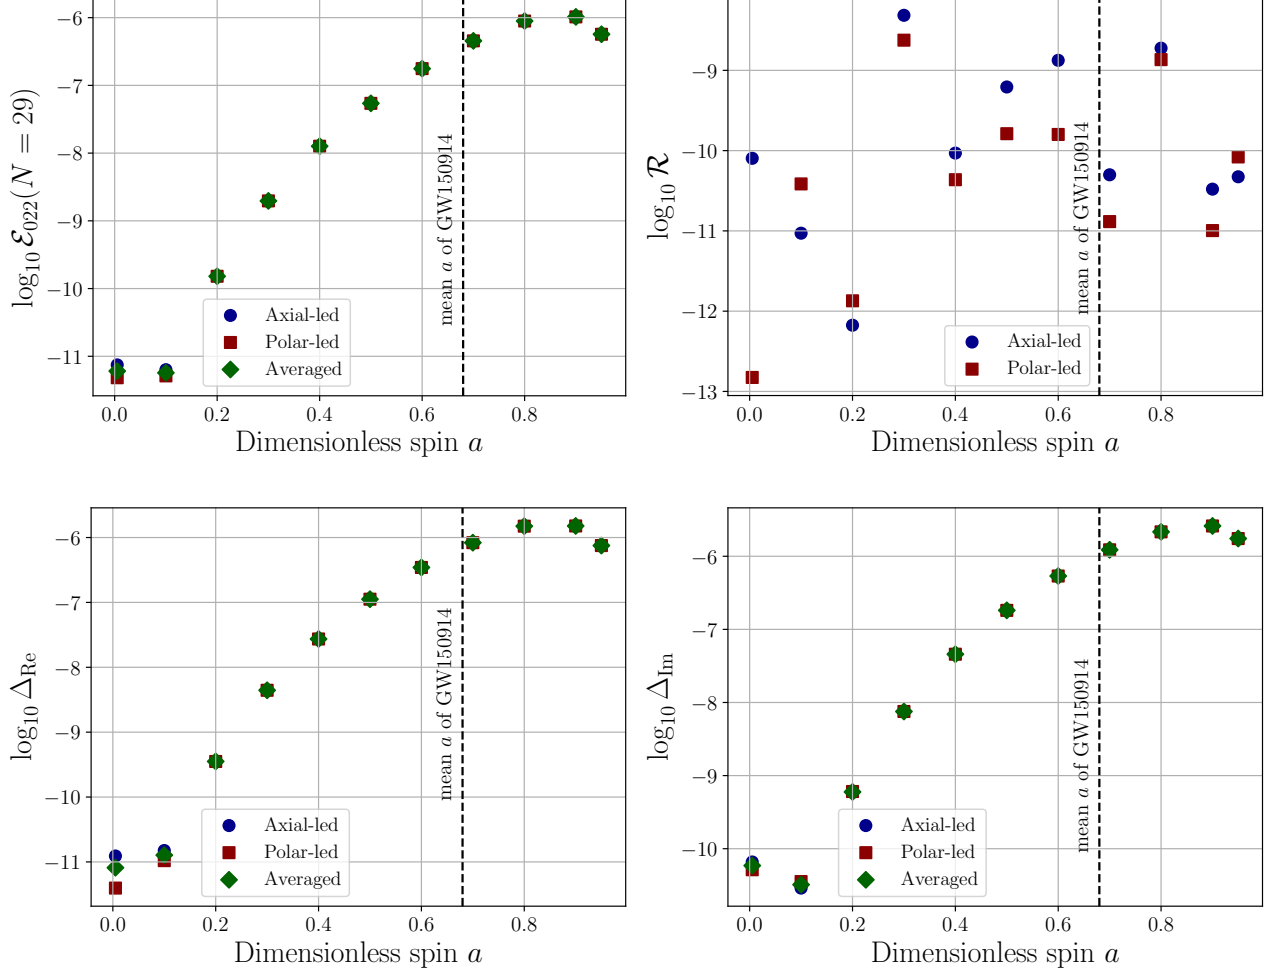 −6
−7
−8
−9
−10
−11
0.0
0.2
0.4
0.6
0.8
log₁₀ ℰ₀₂₂(N = 29)
Dimensionless spin a
mean a of GW150914
Axial-led
Polar-led
Averaged
−9
−10
−11
−12
−13
0.0
0.2
0.4
0.6
0.8
log₁₀ ℛ
Dimensionless spin a
mean a of GW150914
Axial-led
Polar-led
−6
−7
−8
−9
−10
−11
0.0
0.2
0.4
0.6
0.8
log₁₀ Δ_Re
Dimensionless spin a
mean a of GW150914
Axial-led
Polar-led
Averaged
−6
−7
−8
−9
−10
0.0
0.2
0.4
0.6
0.8
log₁₀ Δ_Im
Dimensionless spin a
mean a of GW150914
Axial-led
Polar-led
Averaged